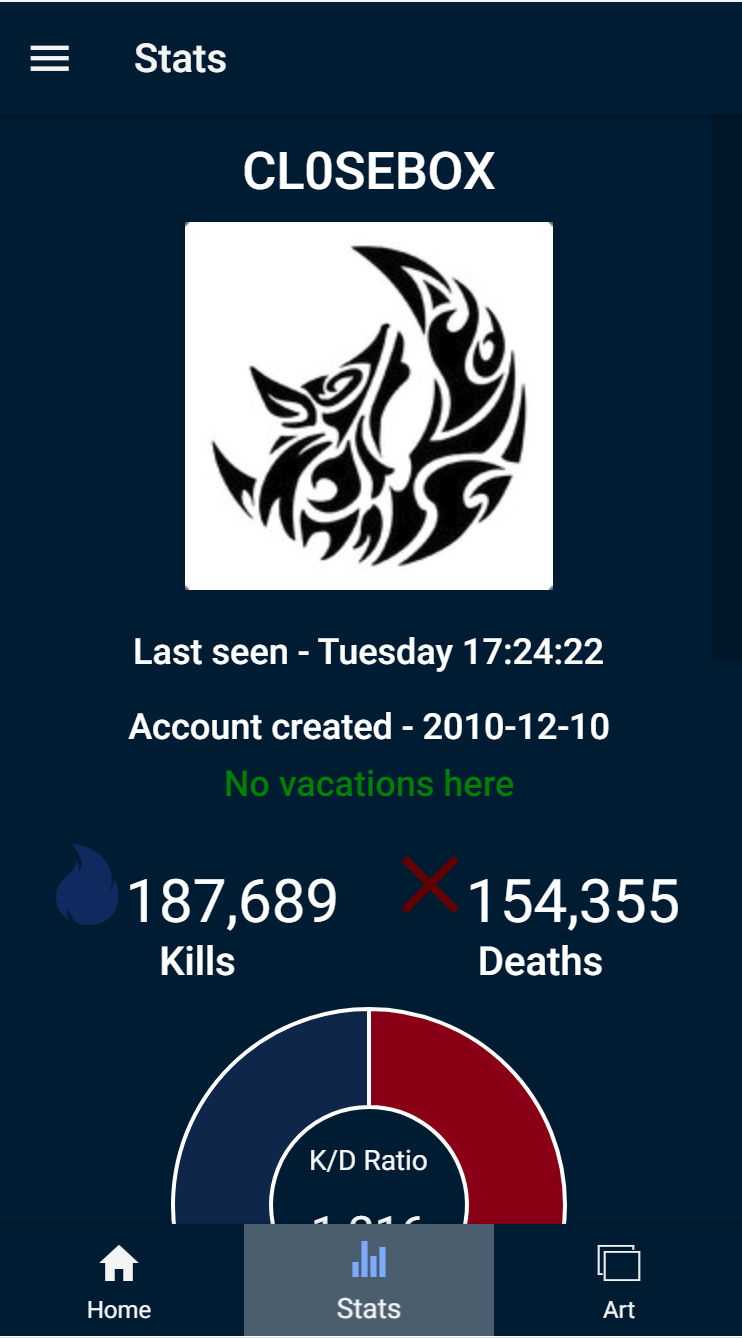 Stats
CL0SEBOX
Last seen - Tuesday 17:24:22
Account created - 2010-12-10
No vacations here
187,689 154,355
Kills Deaths
K/D Ratio
Home Stats Art